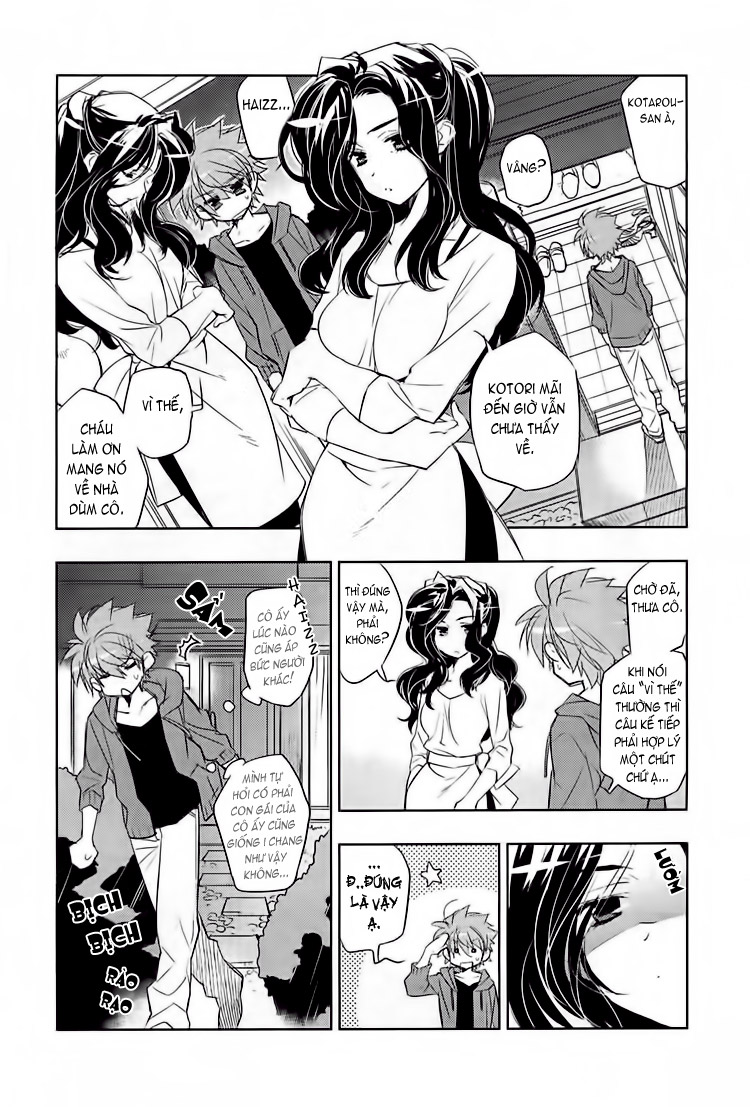 KOTAROU-
SAN À,
VÂNG?
HAIZZ...
KOTORI MÃI
ĐẾN GIỜ VẪN
CHƯA THẤY
VỀ.
VÌ THẾ,
CHÁU
LÀM ƠN
MANG NÓ
VỀ NHÀ
DÙM CÔ.
CHỜ ĐÃ,
THƯA CÔ.
KHI NÓI
CÂU "VÌ THẾ"
THƯỜNG THÌ
CÂU KẾ TIẾP
PHẢI HỢP LÝ
MỘT CHÚT
CHỨ Ạ...
THÌ ĐÚNG
VẬY MÀ,
PHẢI
KHÔNG?
LƯỜM
...
Đ..ĐÚNG
LÀ VẬY
Ạ.
HAIZZ
SẦM
CÔ ẤY
LÚC NÀO
CŨNG ÁP
BỨC NGƯỜI
KHÁC!
MÌNH TỰ
HỎI CÓ PHẢI
CON GÁI CỦA
CÔ ẤY CŨNG
GIỐNG I CHANG
NHƯ VẬY
KHÔNG...
BỊCH
BỊCH
RẢO
RẠO